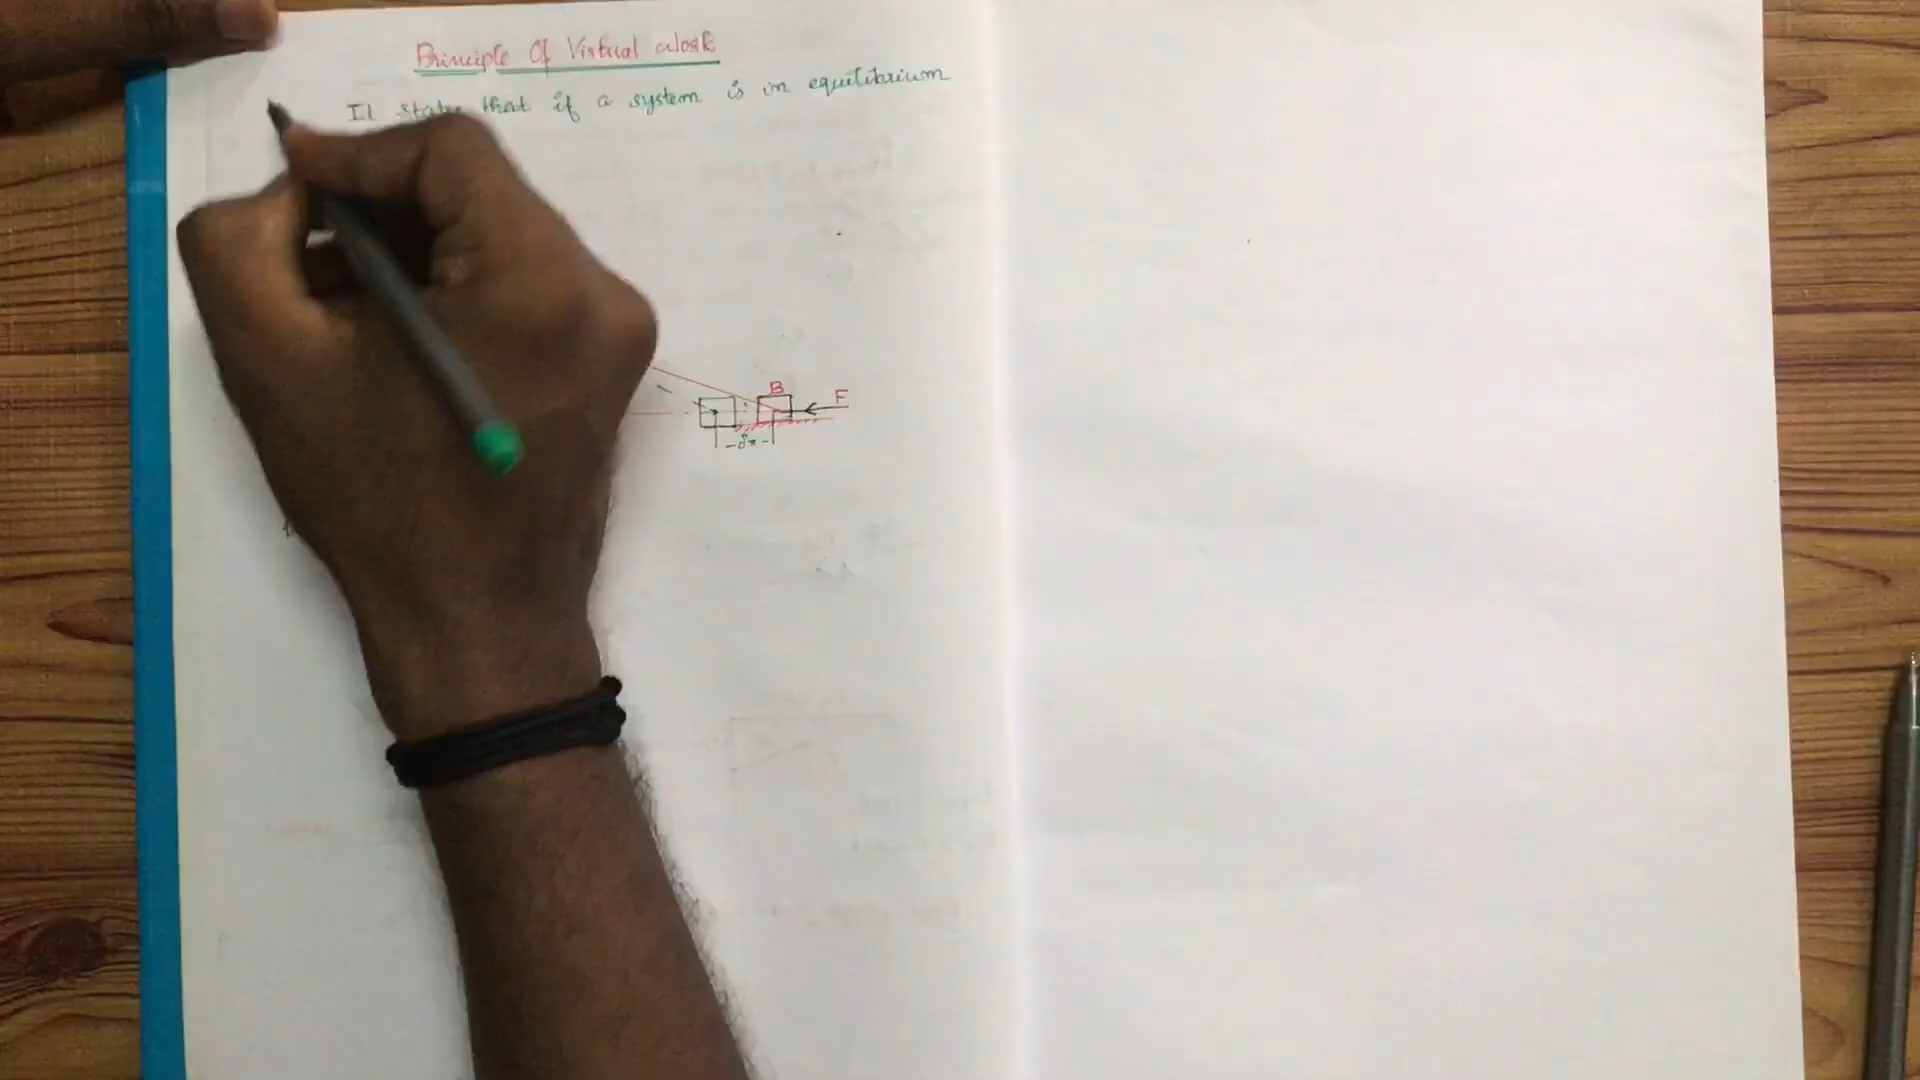 Principle Of Virtual Work
It states that if a system is in equilibrium
B
F
δx